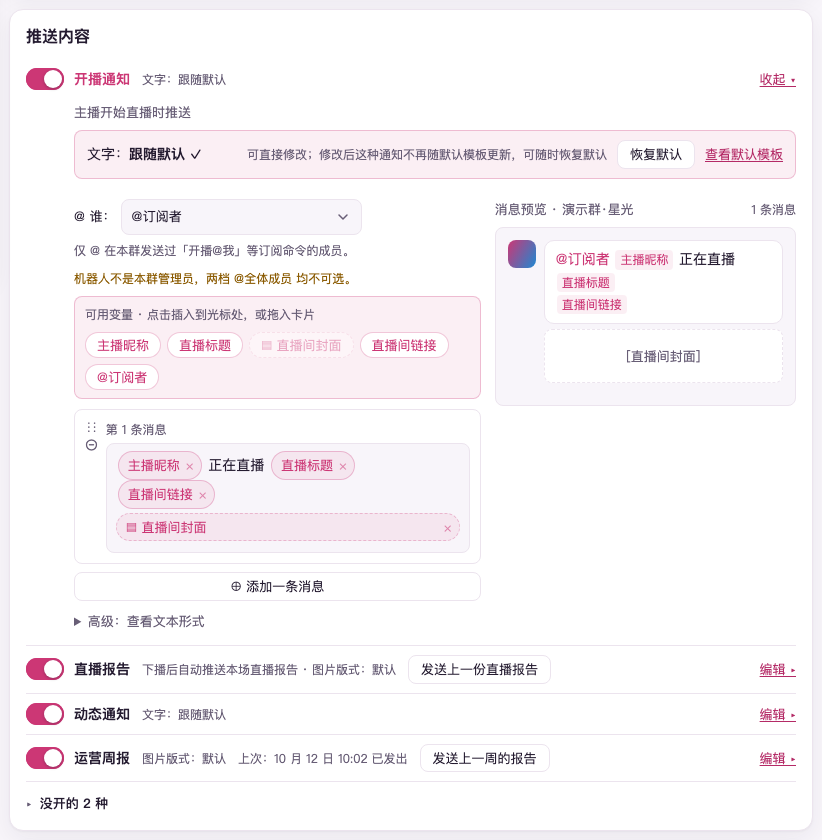 推送内容
开播通知 文字：跟随默认 收起 ▾
主播开始直播时推送
文字：跟随默认 ✓ 可直接修改；修改后这种通知不再随默认模板更新，可随时恢复默认 恢复默认 查看默认模板
@ 谁： @订阅者
仅 @ 在本群发送过「开播@我」等订阅命令的成员。
机器人不是本群管理员，两档 @全体成员 均不可选。
可用变量 · 点击插入到光标处，或拖入卡片
主播昵称 直播标题 ▤ 直播间封面 直播间链接
@订阅者
第 1 条消息
主播昵称 × 正在直播 直播标题 ×
直播间链接 ×
▤ 直播间封面 ×
⊕ 添加一条消息
▶ 高级：查看文本形式
消息预览 · 演示群·星光 1 条消息
@订阅者 主播昵称 正在直播
直播标题
直播间链接
[直播间封面]
直播报告 下播后自动推送本场直播报告 · 图片版式：默认 发送上一份直播报告 编辑 ▸
动态通知 文字：跟随默认 编辑 ▸
运营周报 图片版式：默认 上次：10 月 12 日 10:02 已发出 发送上一周的报告 编辑 ▸
▸ 没开的 2 种